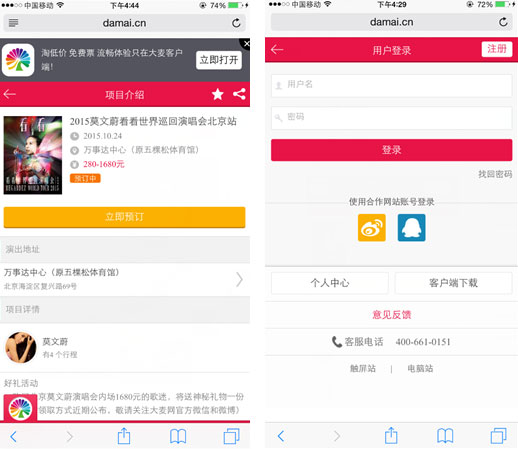 中国移动
下午4:44
74%
damai.cn
淘低价 免费票 流畅体验只在大麦客户
端！
立即打开
项目介绍
2015莫文蔚看看世界巡回演唱会北京站
2015.10.24
万事达中心（原五棵松体育馆）
280-1680元
预订中
立即预订
演出地址
万事达中心（原五棵松体育馆）
北京海淀区复兴路69号
项目详情
莫文蔚
有4 个行程
好礼活动
京莫文蔚演唱会内场1680元的歌迷，将送神秘礼物一份
领取方式近期公布，敬请关注大麦网官方微信和微博）
中国移动
下午4:29
72%
damai.cn
用户登录
注册
用户名
密码
登录
找回密码
使用合作网站账号登录
个人中心
客户端下载
意见反馈
客服电话 400-661-0151
触屏站 | 电脑站